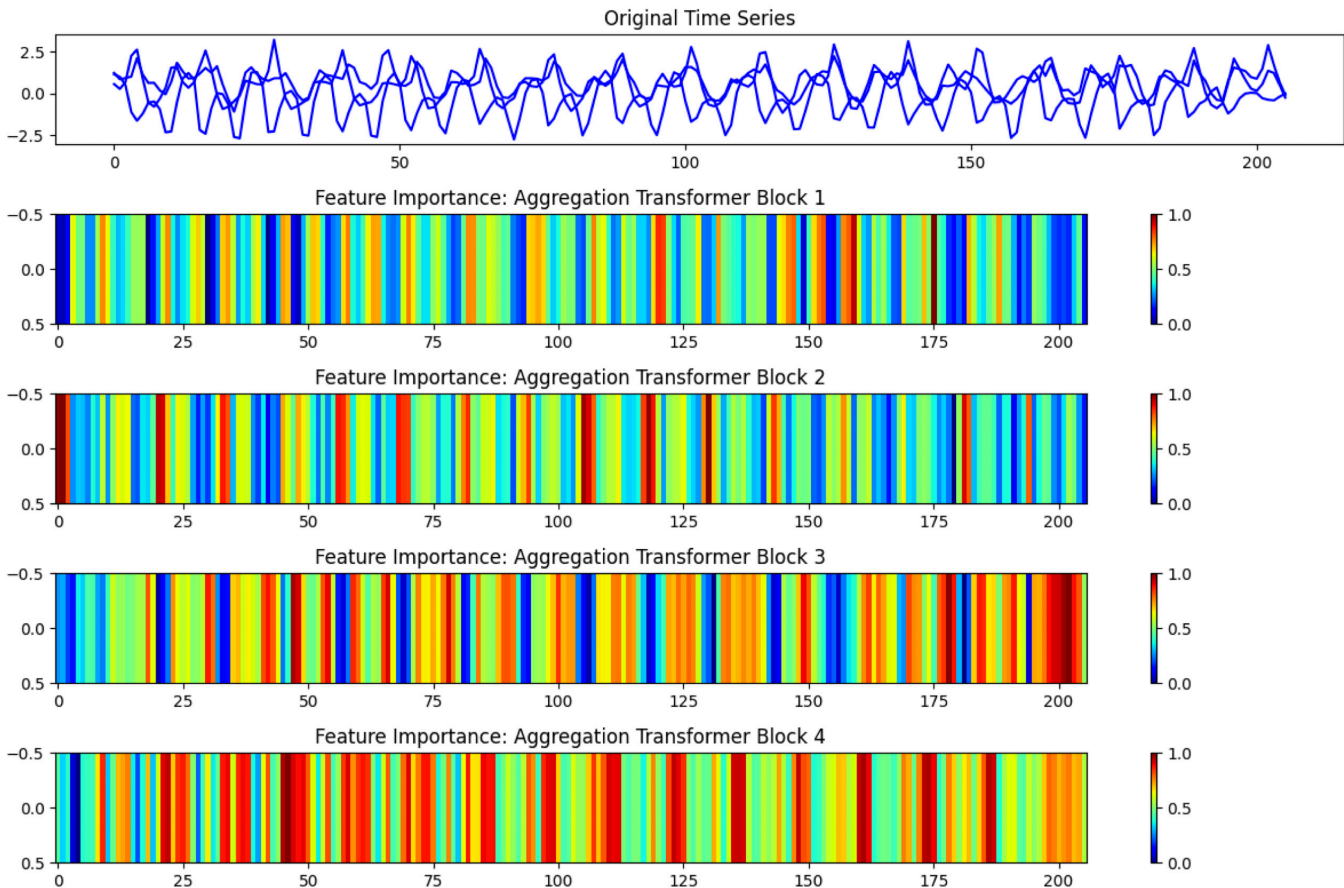 Original Time Series
2.5
0.0
−2.5
0 50 100 150 200
Feature Importance: Aggregation Transformer Block 1
−0.5
0.0
0.5
0 25 50 75 100 125 150 175 200
1.0
0.5
0.0
Feature Importance: Aggregation Transformer Block 2
−0.5
0.0
0.5
0 25 50 75 100 125 150 175 200
1.0
0.5
0.0
Feature Importance: Aggregation Transformer Block 3
−0.5
0.0
0.5
0 25 50 75 100 125 150 175 200
1.0
0.5
0.0
Feature Importance: Aggregation Transformer Block 4
−0.5
0.0
0.5
0 25 50 75 100 125 150 175 200
1.0
0.5
0.0